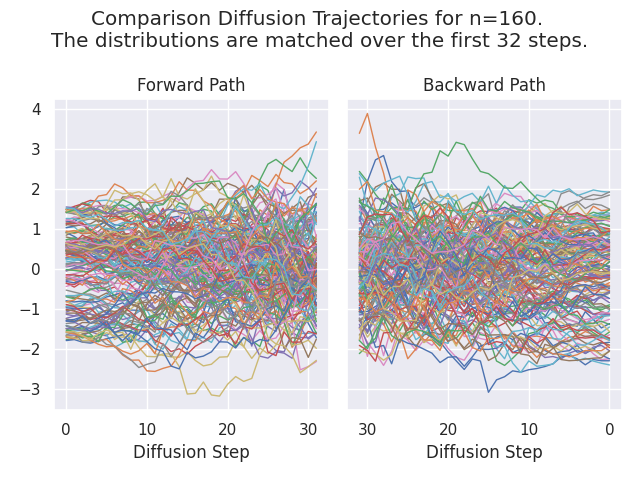 Comparison Diffusion Trajectories for n=160.
The distributions are matched over the first 32 steps.
Forward Path
Backward Path
4
3
2
1
0
−1
−2
−3
0 10 20 30
30 20 10 0
Diffusion Step
Diffusion Step